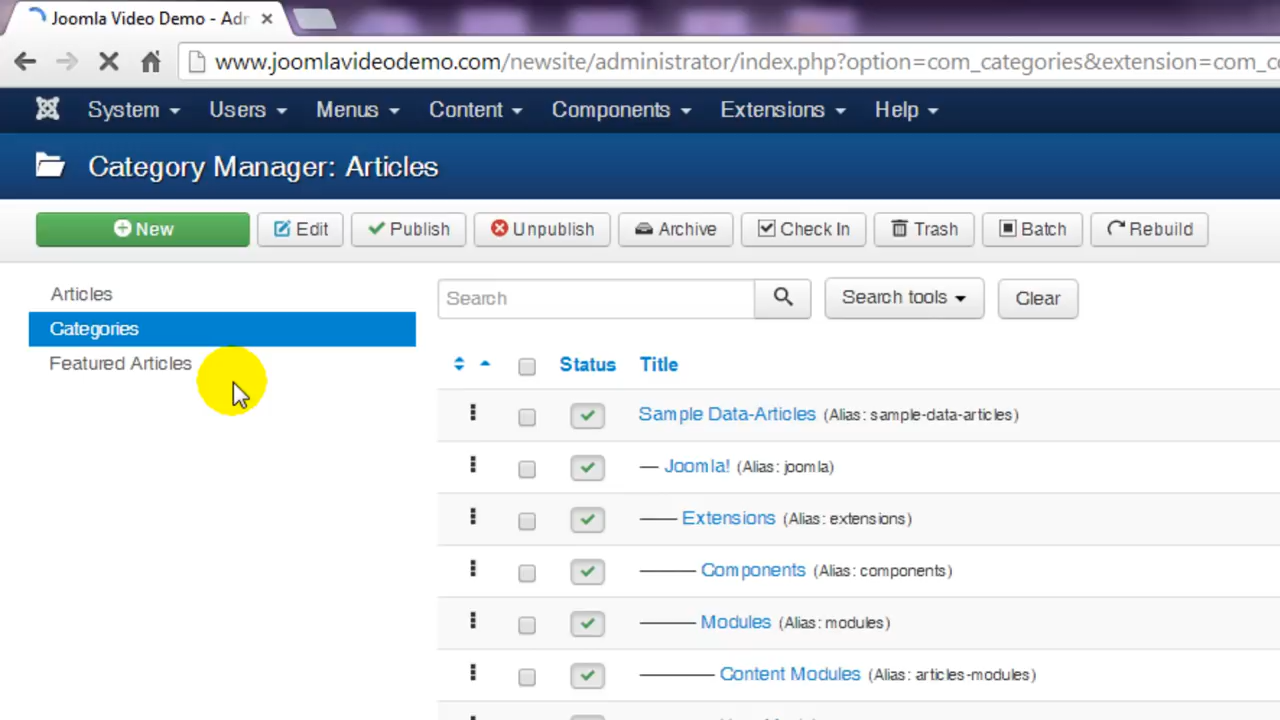 Joomla Video Demo - Adr
www.joomlavideodemo.com/newsite/administrator/index.php?option=com_categories&extension=com_c
System Users Menus Content Components Extensions Help
Category Manager: Articles
New Edit Publish Unpublish Archive Check In Trash Batch Rebuild
Articles
Categories
Featured Articles
Search Search tools Clear
Status Title
Sample Data-Articles (Alias: sample-data-articles)
— Joomla! (Alias: joomla)
—— Extensions (Alias: extensions)
——— Components (Alias: components)
——— Modules (Alias: modules)
———— Content Modules (Alias: articles-modules)